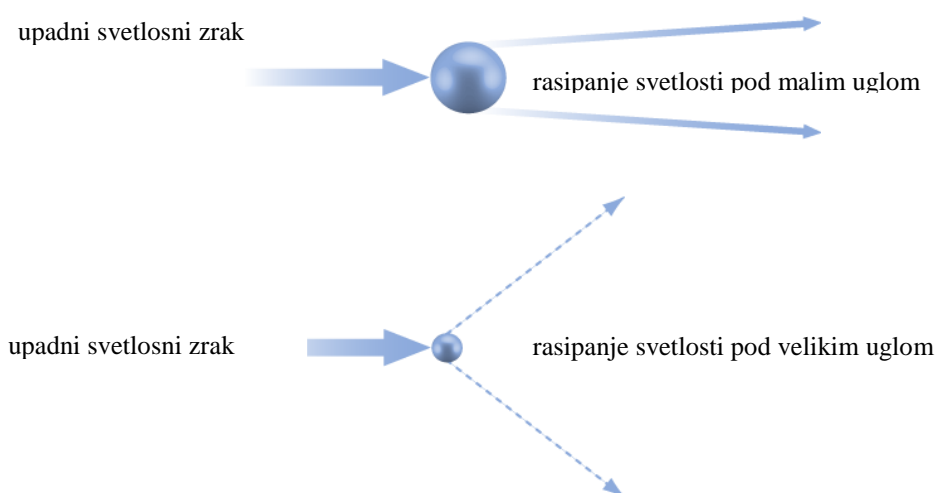 upadni svetlosni zrak
rasipanje svetlosti pod malim uglom
upadni svetlosni zrak
rasipanje svetlosti pod velikim uglom